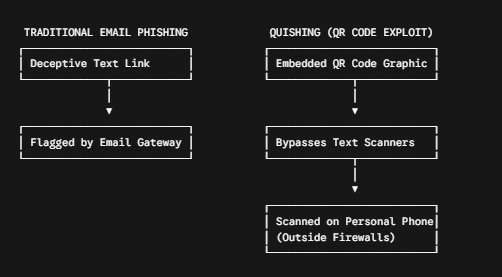 TRADITIONAL EMAIL PHISHING
Deceptive Text Link
Flagged by Email Gateway
QUISHING (QR CODE EXPLOIT)
Embedded QR Code Graphic
Bypasses Text Scanners
Scanned on Personal Phone
(Outside Firewalls)